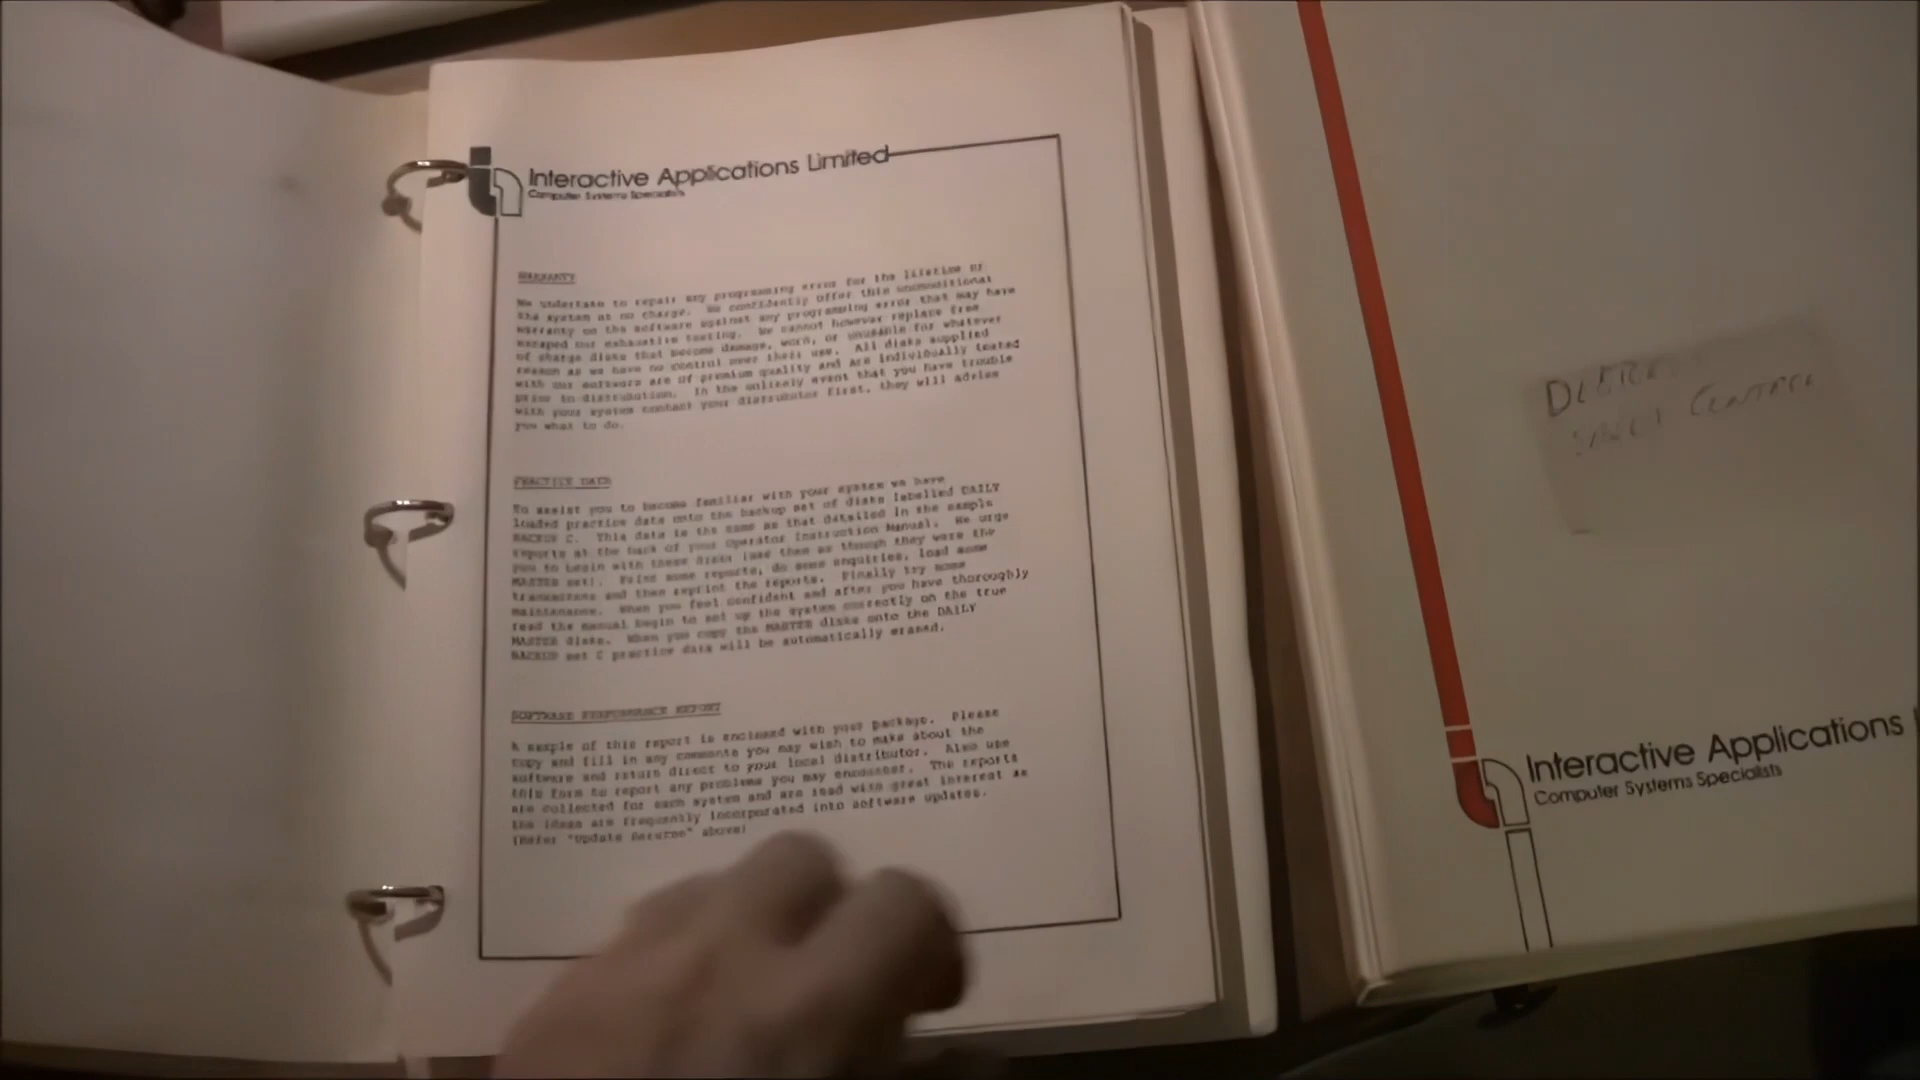 Interactive Applications Limited
Computer Systems Specialists
WARRANTY
We undertake to repair any programming error for the lifetime of
the system at no charge. We confidently offer this unconditional
warranty on the software against any programming error that may have
escaped our exhaustive testing. We cannot however replace free
of charge disks that become damage, worn, or unusable for whatever
reason as we have no control over their use. All disks supplied
with our software are of premium quality and are individually tested
prior to distribution. In the unlikely event that you have trouble
with your system contact your distributor first, they will advise
you what to do.
PRACTICE DATA
To assist you to become familiar with your system we have
loaded practice data onto the backup set of disks labelled DAILY
BACKUP C. This data is the same as that detailed in the sample
reports at the back of your Operator Instruction Manual. We urge
you to begin with these disks (use them as though they were the
MASTER set). Print some reports, do some enquiries, load some
transactions and then reprint the reports. Finally try some
maintenance. When you feel confident and after you have thoroughly
read the manual begin to set up the system correctly on the true
MASTER disks. When you copy the MASTER disks onto the DAILY
BACKUP set C practice data will be automatically erased.
SOFTWARE PERFORMANCE REPORT
A sample of this report is enclosed with your package. Please
copy and fill in any comments you may wish to make about the
software and return direct to your local distributor. Also use
this form to report any problems you may encounter. The reports
are collected for each system and are read with great interest as
the ideas are frequently incorporated into software updates.
(Refer "Update Service" above)
Interactive Applications
Computer Systems Specialists